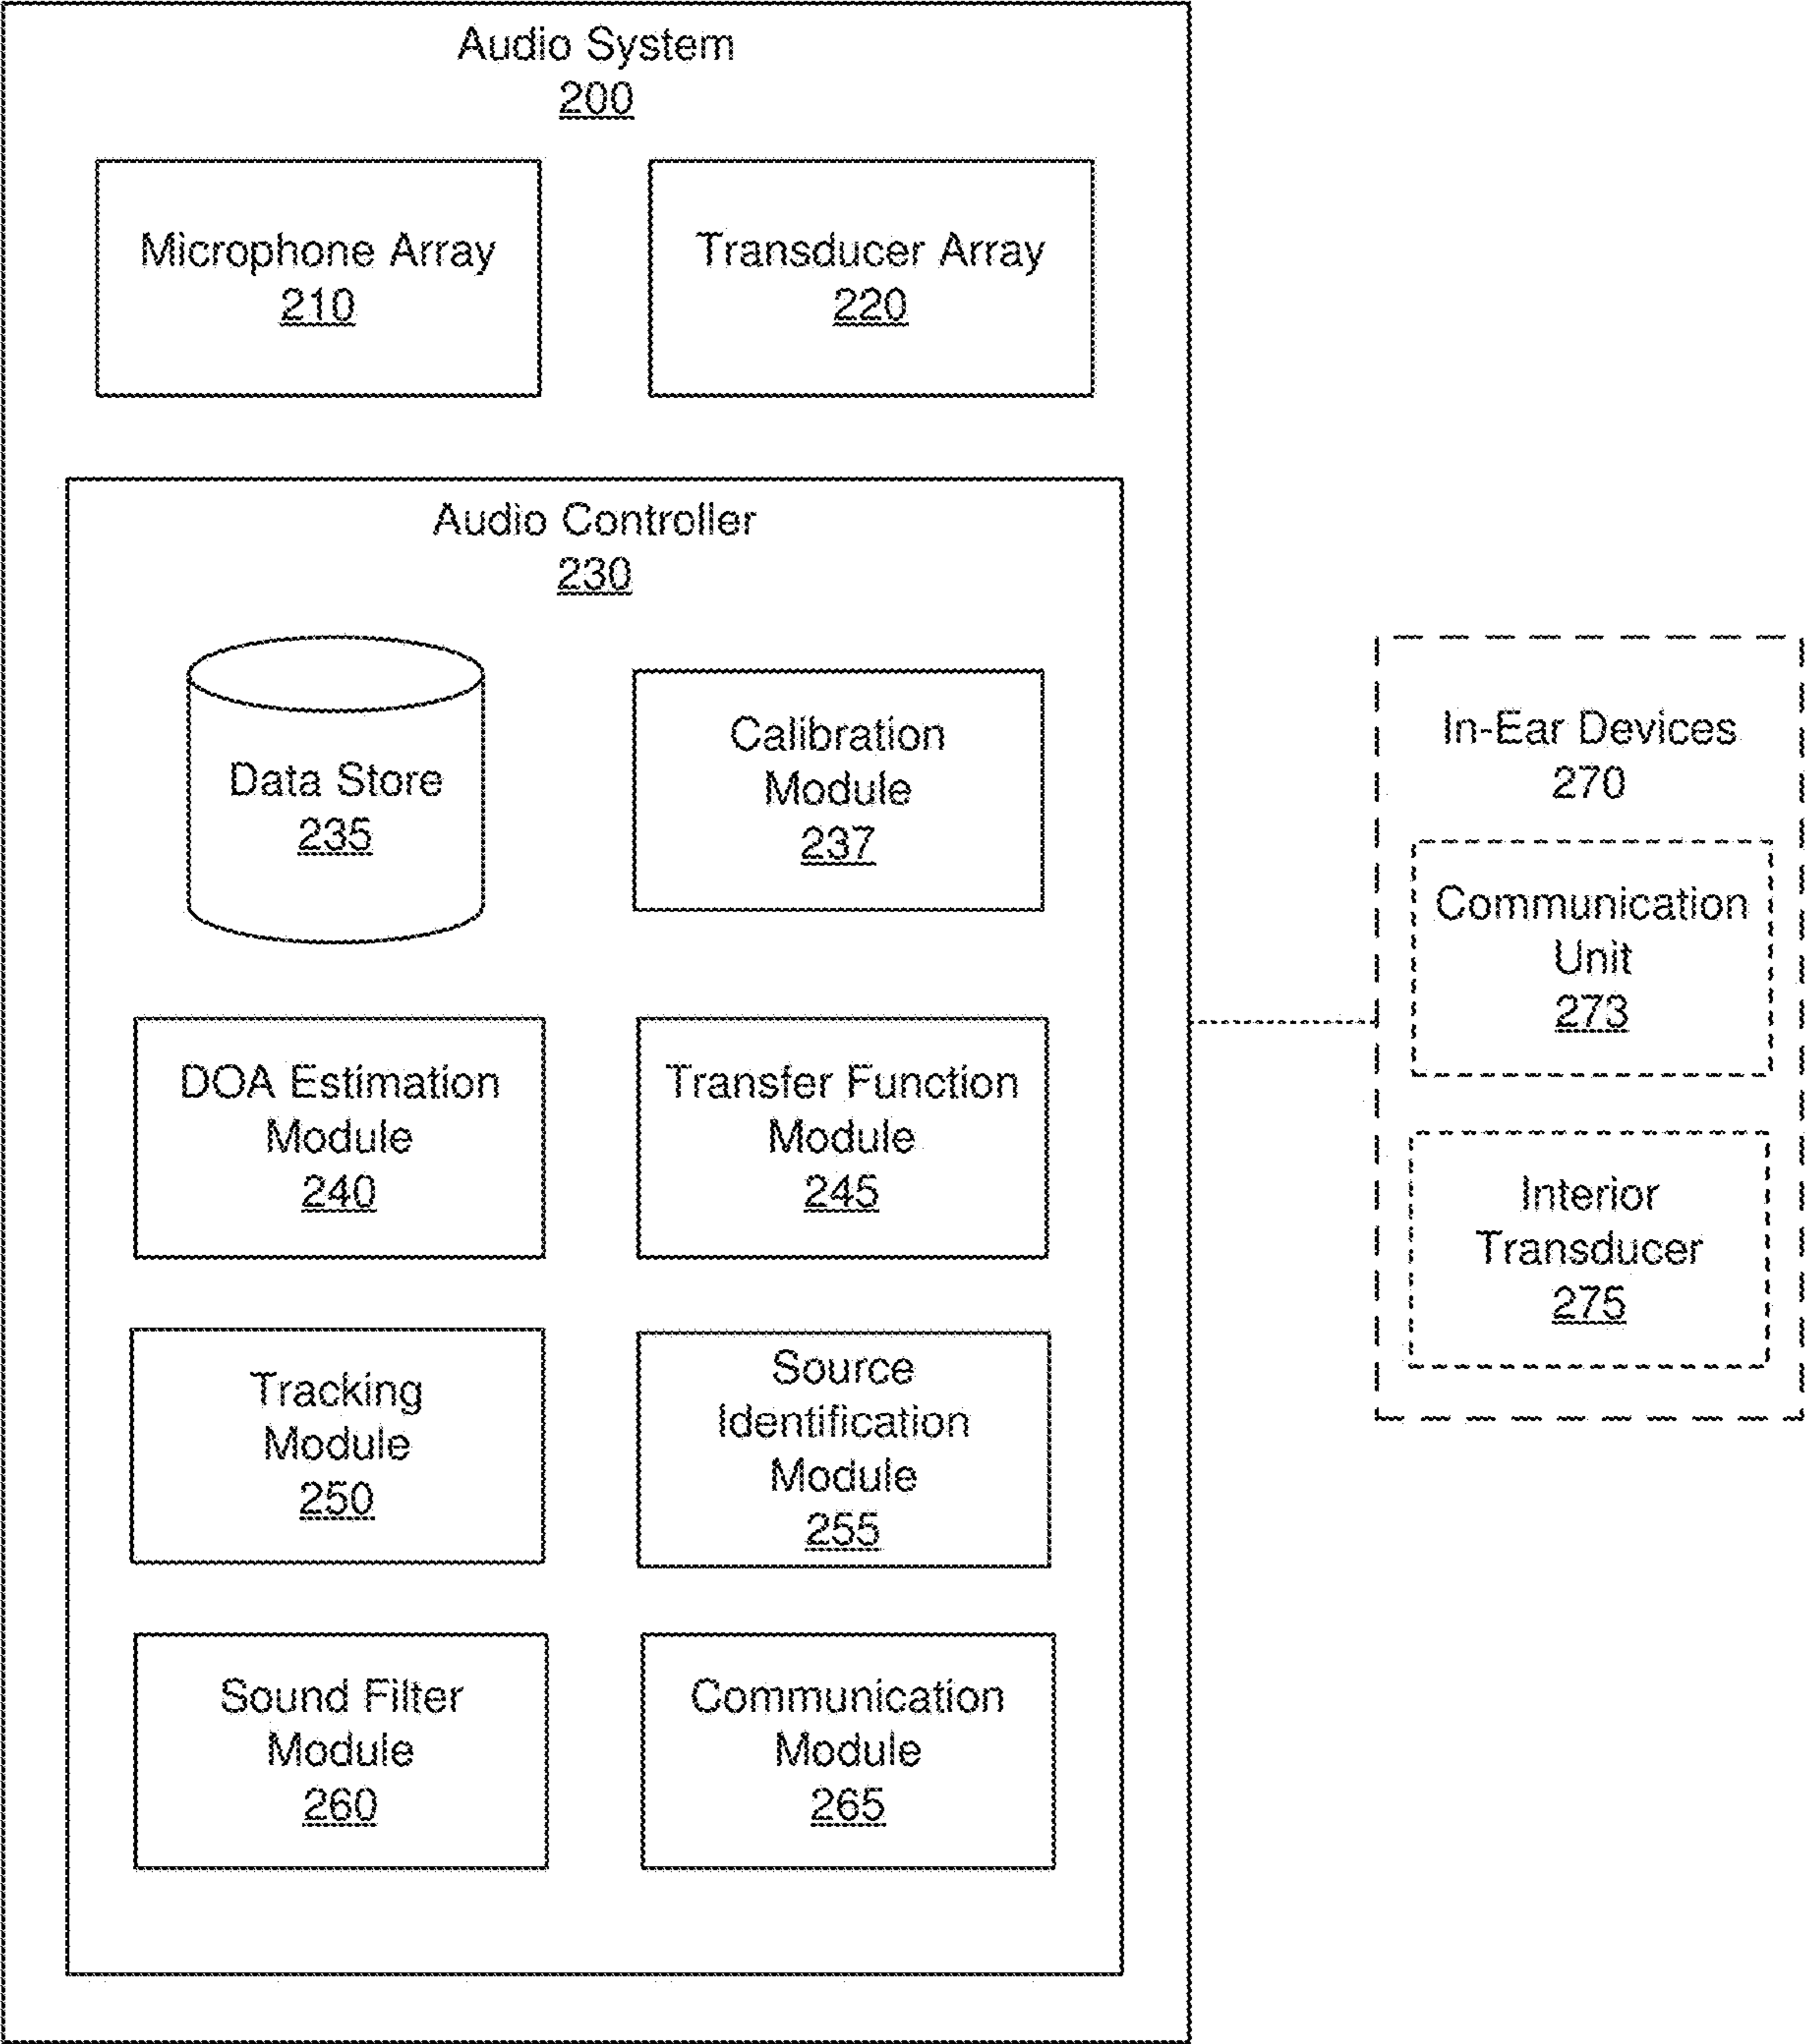 Audio System
200
Microphone Array
210
Transducer Array
220
Audio Controller
230
Data Store
235
Calibration
Module
237
DOA Estimation
Module
240
Transfer Function
Module
245
Tracking
Module
250
Source
Identification
Module
255
Sound Filter
Module
260
Communication
Module
265
In-Ear Devices
270
Communication
Unit
273
Interior
Transducer
275